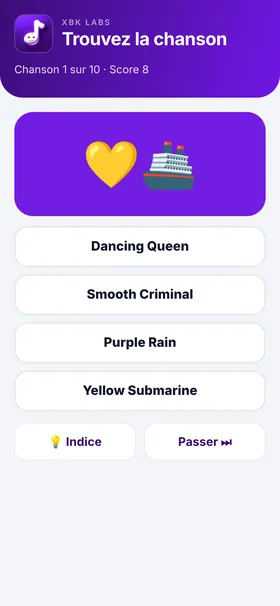 XBK LABS
Trouvez la chanson
Chanson 1 sur 10 · Score 8
Dancing Queen
Smooth Criminal
Purple Rain
Yellow Submarine
💡 Indice
Passer ⏭